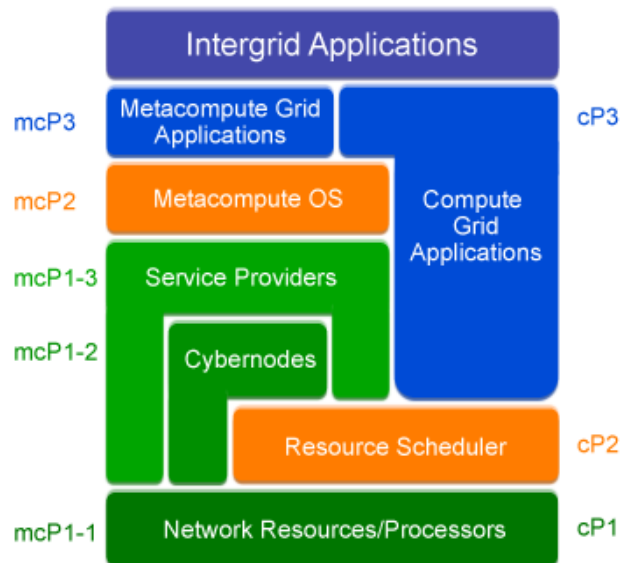 Intergrid Applications
mcP3
Metacompute Grid
Applications
cP3
mcP2
Metacompute OS
Compute
Grid
Applications
mcP1-3
Service Providers
mcP1-2
Cybernodes
Resource Scheduler
cP2
mcP1-1
Network Resources/Processors
cP1